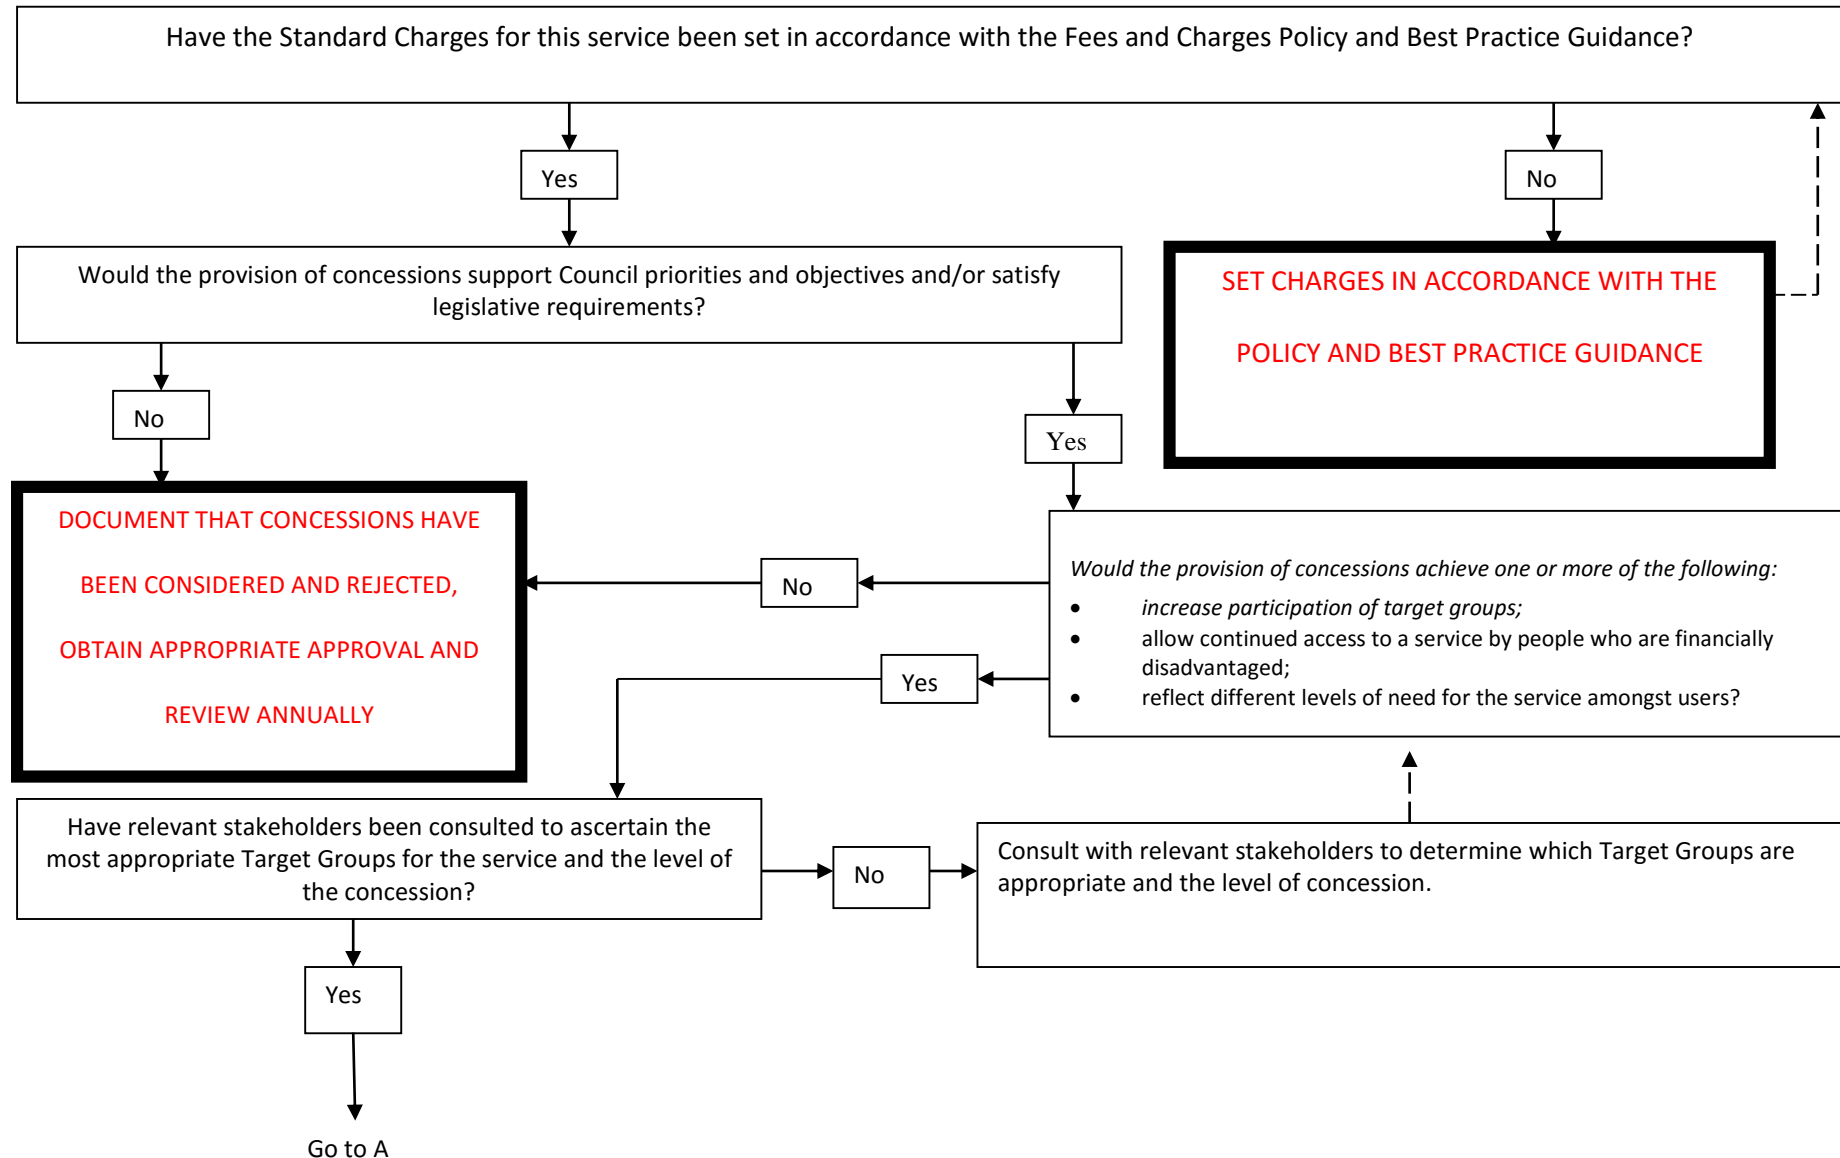 Have the Standard Charges for this service been set in accordance with the Fees and Charges Policy and Best Practice Guidance?
Yes
No
Would the provision of concessions support Council priorities and objectives and/or satisfy
legislative requirements?
SET CHARGES IN ACCORDANCE WITH THE
POLICY AND BEST PRACTICE GUIDANCE
No
Yes
DOCUMENT THAT CONCESSIONS HAVE
BEEN CONSIDERED AND REJECTED,
OBTAIN APPROPRIATE APPROVAL AND
REVIEW ANNUALLY
No
Would the provision of concessions achieve one or more of the following:
• increase participation of target groups;
• allow continued access to a service by people who are financially
disadvantaged;
• reflect different levels of need for the service amongst users?
Yes
Have relevant stakeholders been consulted to ascertain the
most appropriate Target Groups for the service and the level of
the concession?
No
Consult with relevant stakeholders to determine which Target Groups are
appropriate and the level of concession.
Yes
Go to A